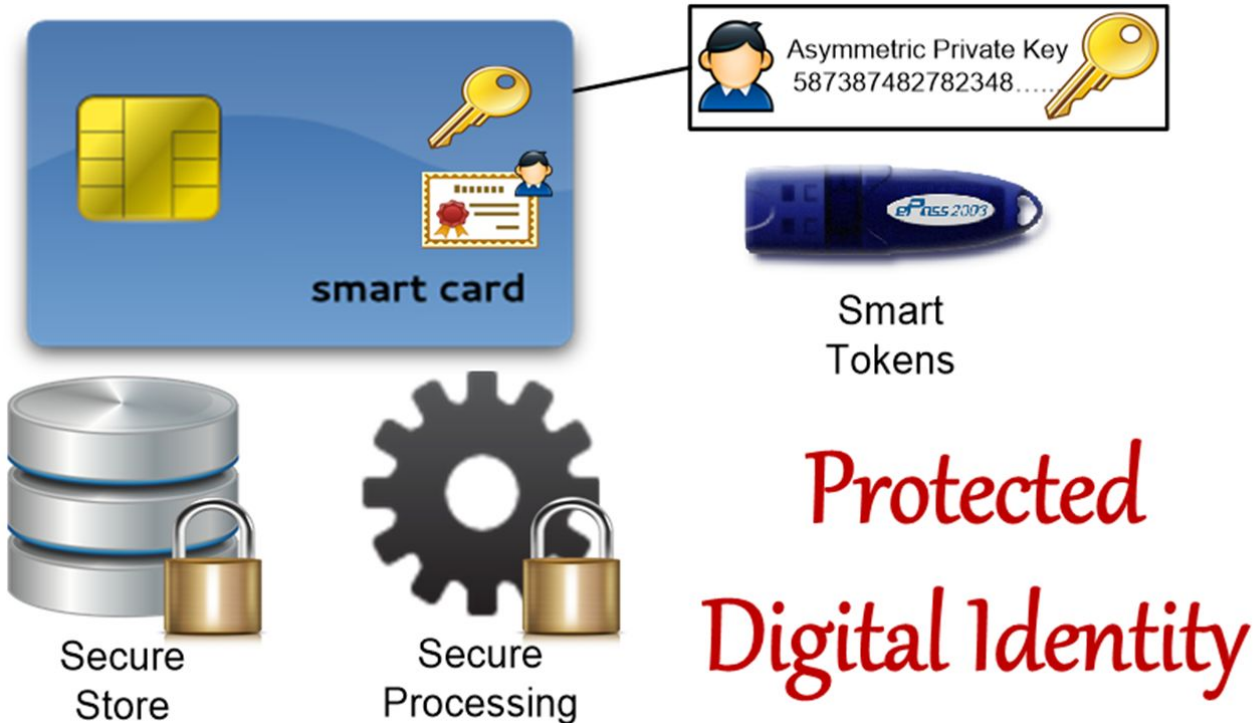 Asymmetric Private Key
587387482782348......
smart card
ePass2003
Smart
Tokens
Secure
Store
Secure
Processing
Protected
Digital Identity